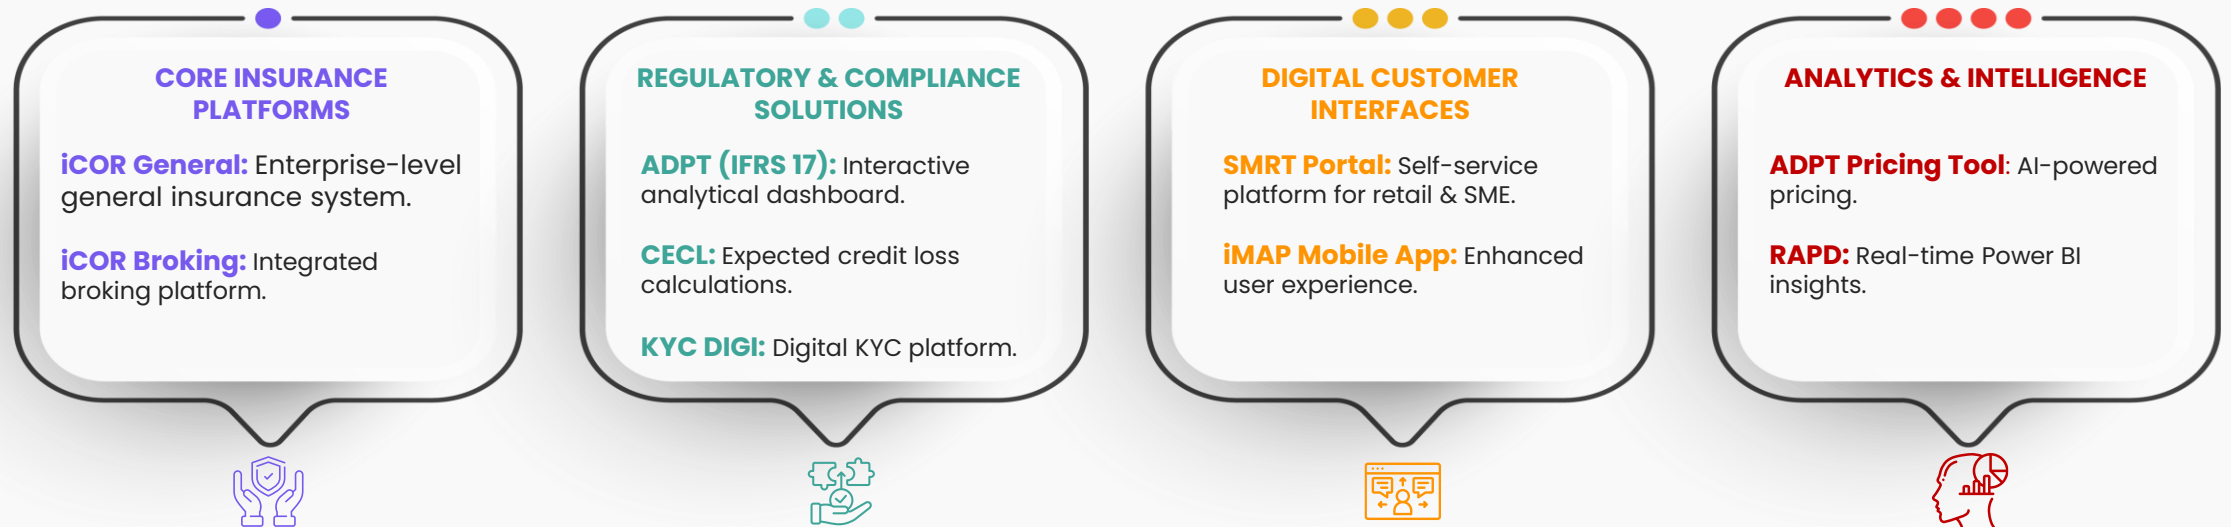 CORE INSURANCE
PLATFORMS
iCOR General: Enterprise-level
general insurance system.
iCOR Broking: Integrated
broking platform.
REGULATORY & COMPLIANCE
SOLUTIONS
ADPT (IFRS 17): Interactive
analytical dashboard.
CECL: Expected credit loss
calculations.
KYC DIGI: Digital KYC platform.
DIGITAL CUSTOMER
INTERFACES
SMRT Portal: Self-service
platform for retail & SME.
iMAP Mobile App: Enhanced
user experience.
ANALYTICS & INTELLIGENCE
ADPT Pricing Tool: AI-powered
pricing.
RAPD: Real-time Power BI
insights.